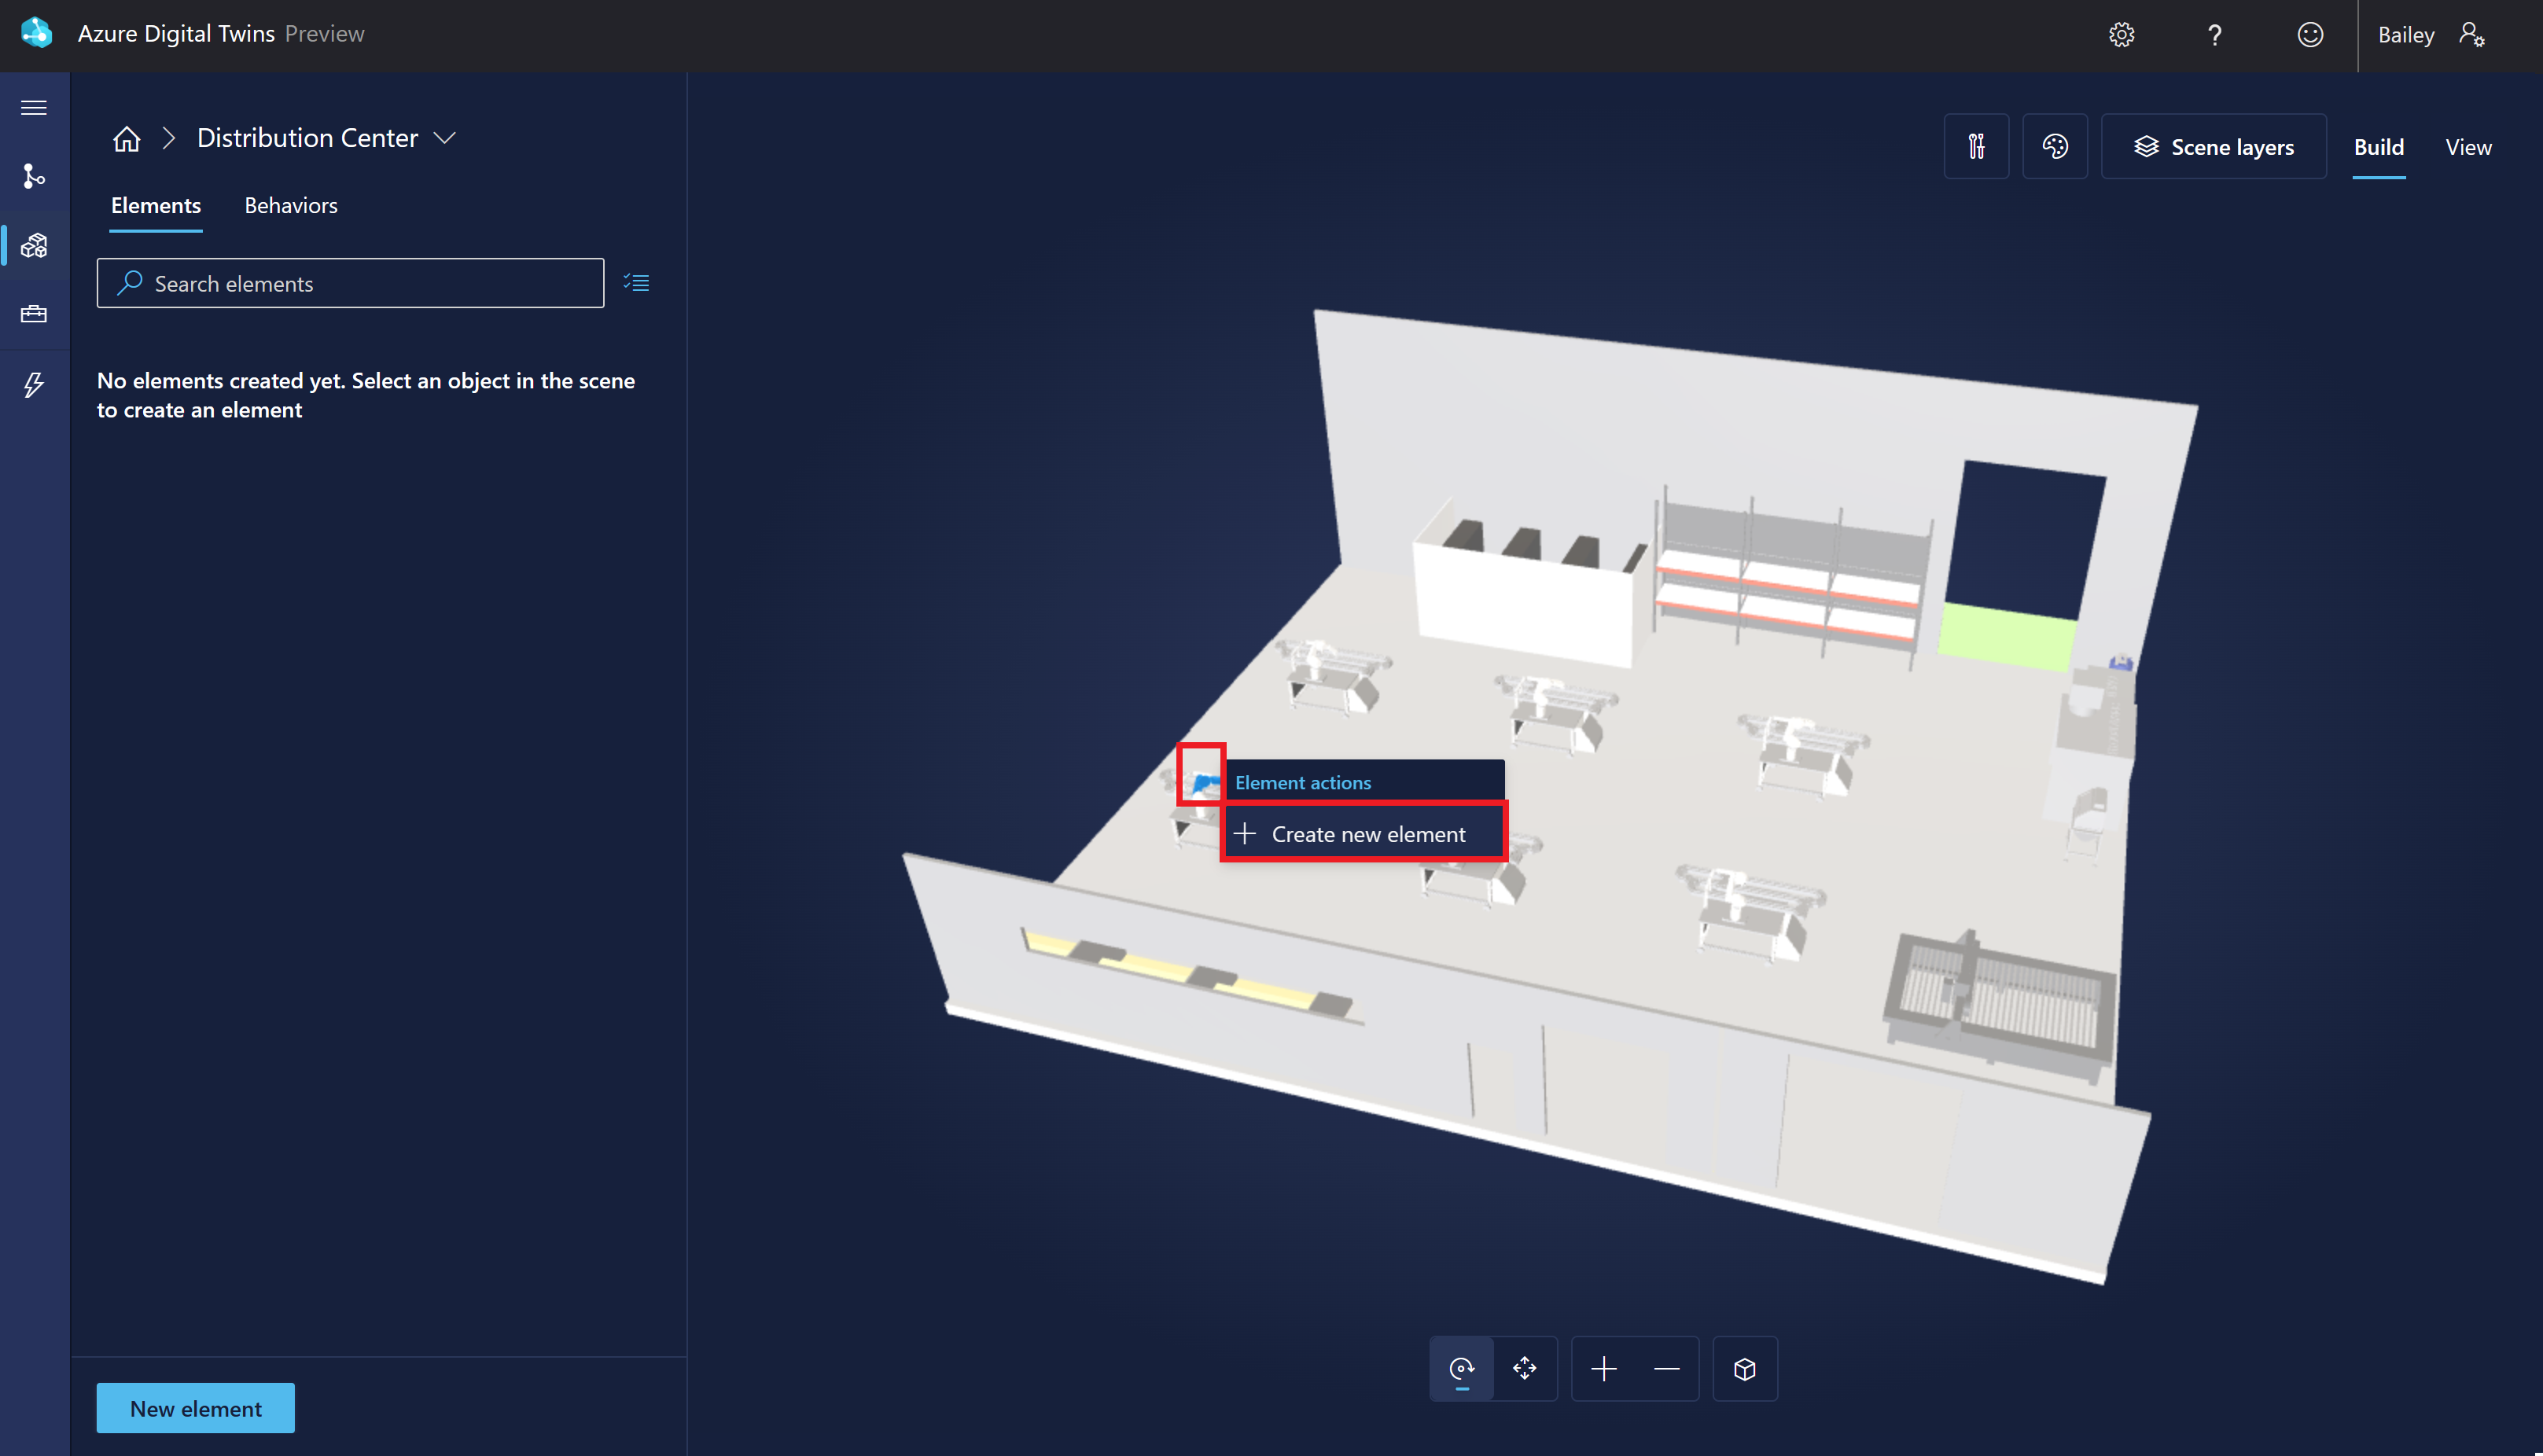 Azure Digital Twins Preview
Bailey
Distribution Center
Scene layers
Build
View
Elements
Behaviors
Search elements
No elements created yet. Select an object in the scene
to create an element
Element actions
Create new element
New element